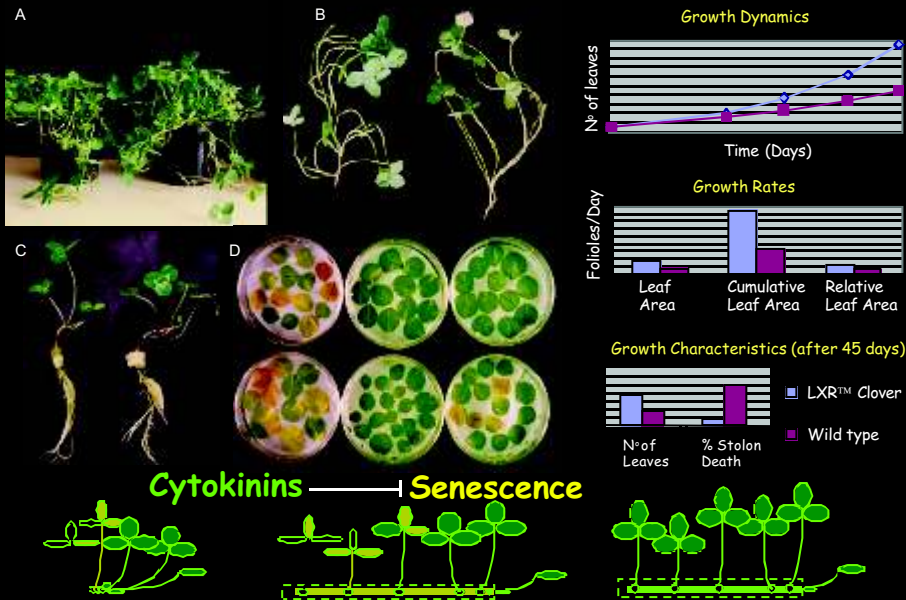 A
B
C
D
Growth Dynamics
Nº of leaves
Time (Days)
Growth Rates
Folioles/Day
Leaf
Area
Cumulative
Leaf Area
Relative
Leaf Area
Growth Characteristics (after 45 days)
Nº of
Leaves
% Stolon
Death
LXR™ Clover
Wild type
Cytokinins
Senescence